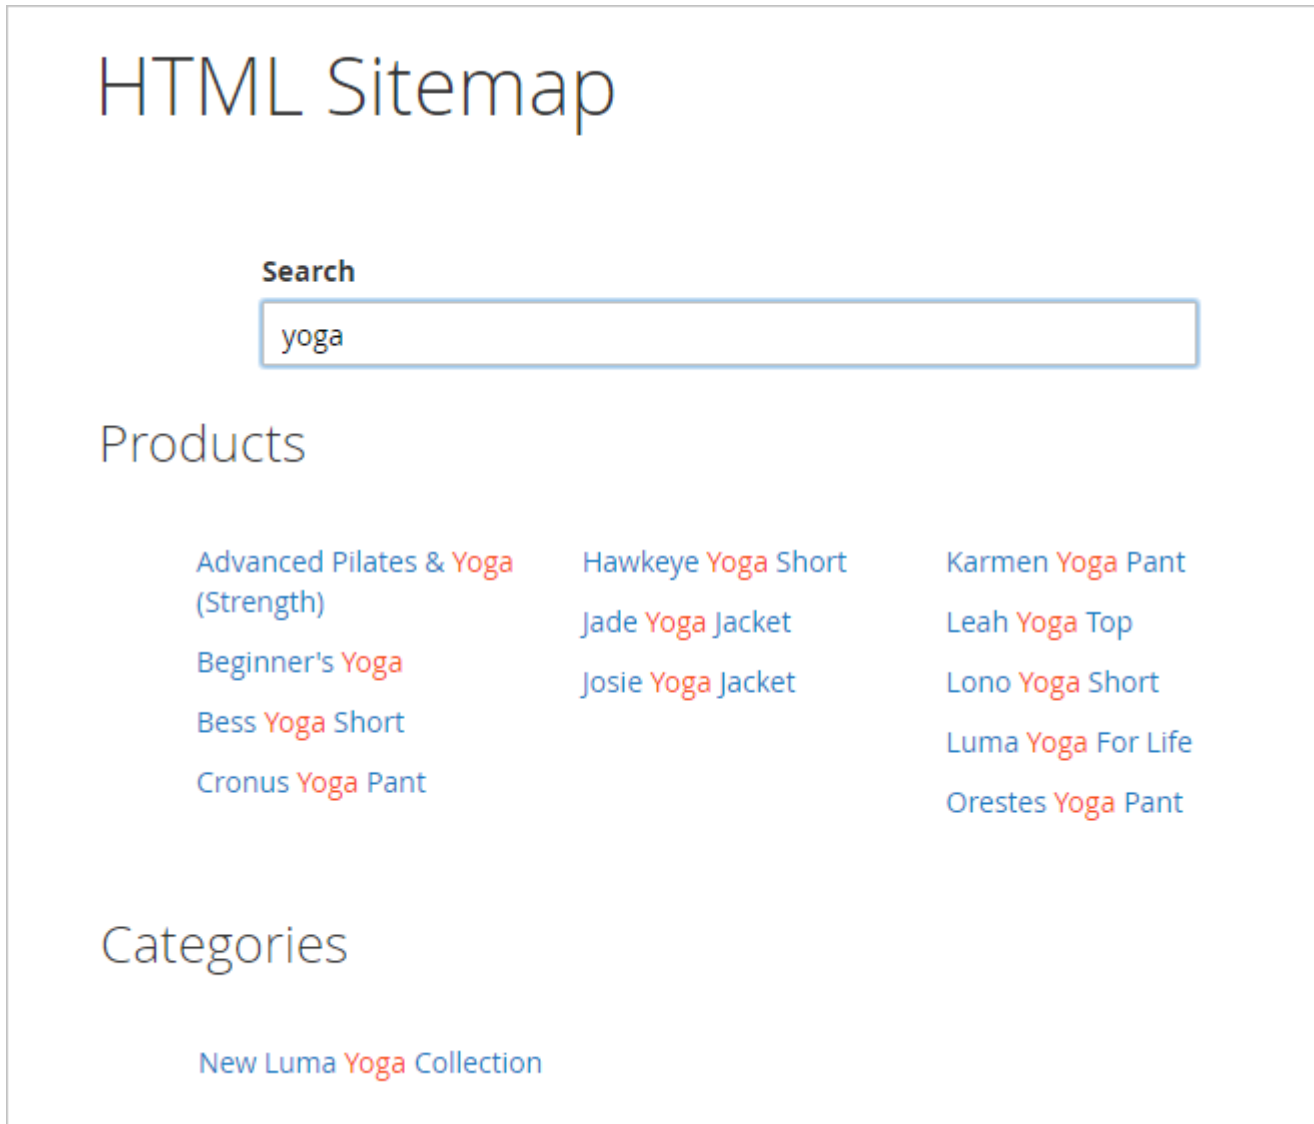 HTML Sitemap
Search
yoga
Products
Advanced Pilates & Yoga
(Strength)
Beginner's Yoga
Bess Yoga Short
Cronus Yoga Pant
Hawkeye Yoga Short
Jade Yoga Jacket
Josie Yoga Jacket
Karmen Yoga Pant
Leah Yoga Top
Lono Yoga Short
Luma Yoga For Life
Orestes Yoga Pant
Categories
New Luma Yoga Collection